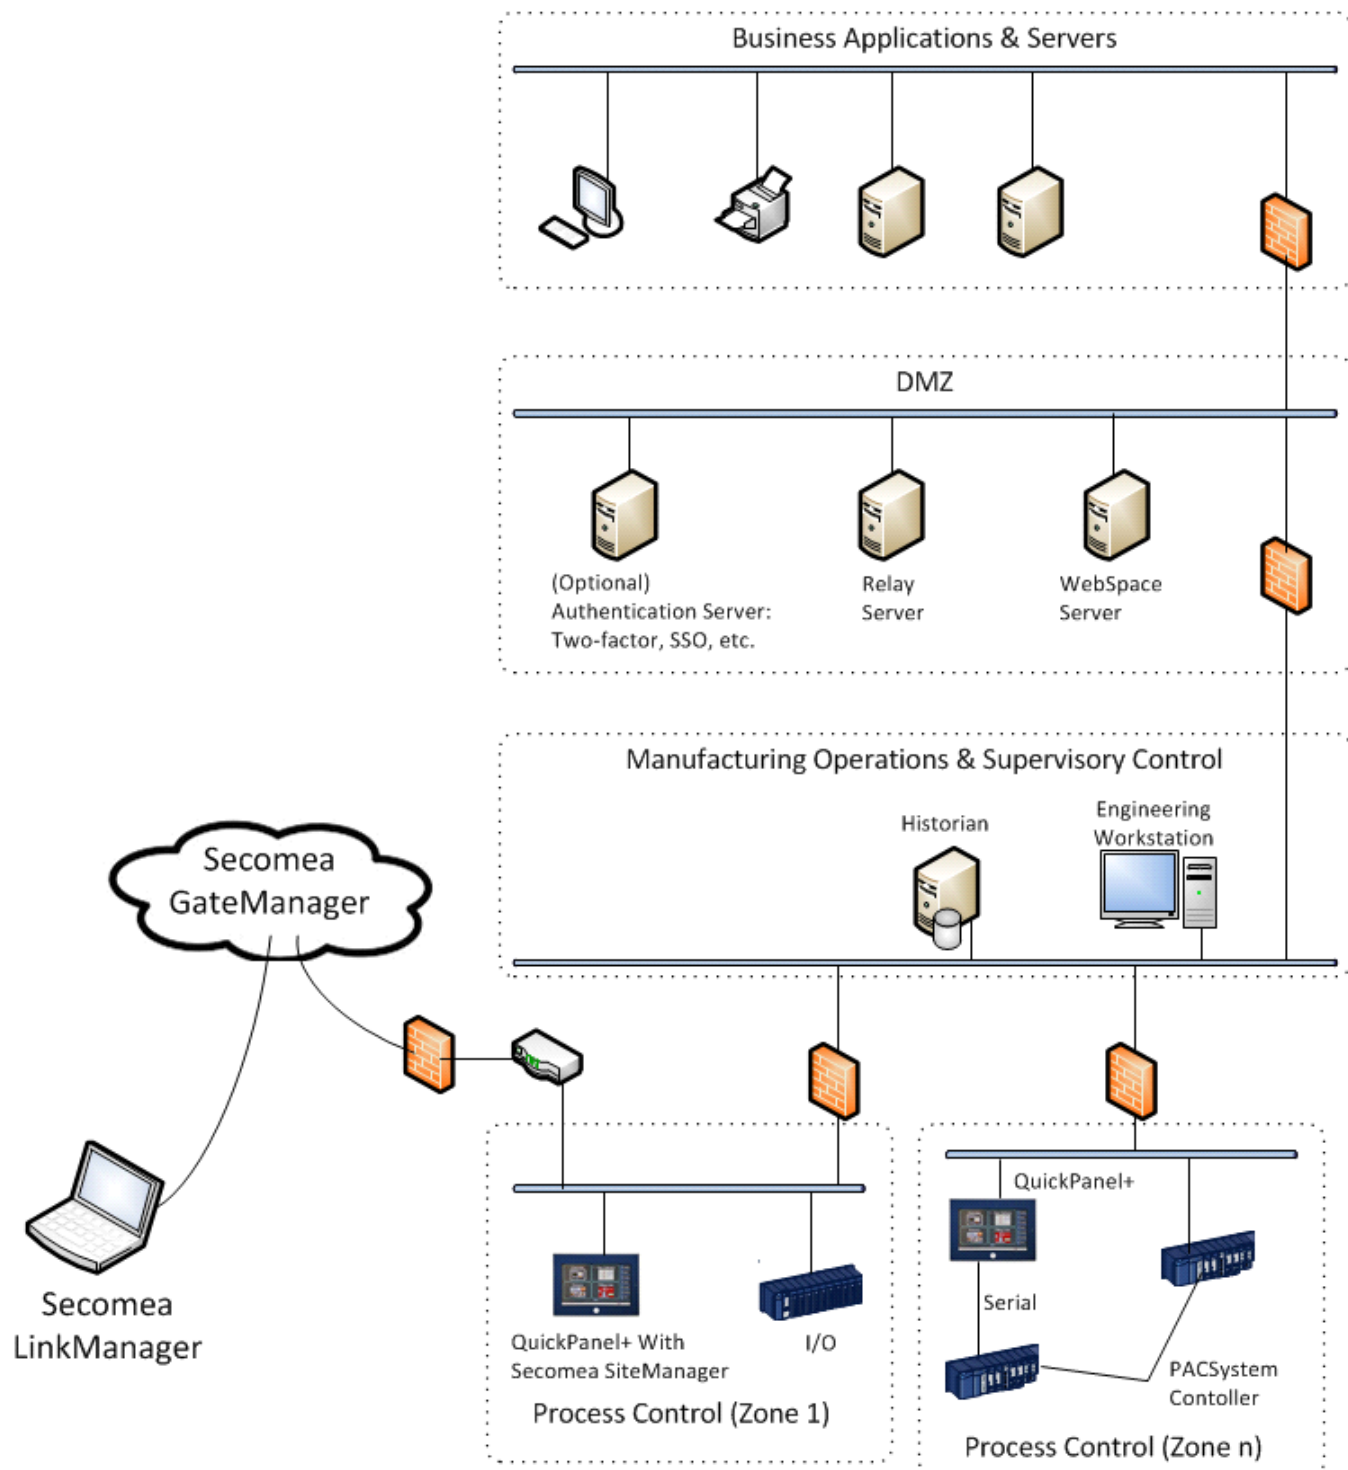 Business Applications & Servers
DMZ
(Optional)
Authentication Server:
Two-factor, SSO, etc.
Relay
Server
WebSpace
Server
Manufacturing Operations & Supervisory Control
Historian
Engineering
Workstation
Secomea
GateManager
Secomea
LinkManager
QuickPanel+ With
Secomea SiteManager
I/O
Process Control (Zone 1)
QuickPanel+
Serial
PACSystem
Contoller
Process Control (Zone n)